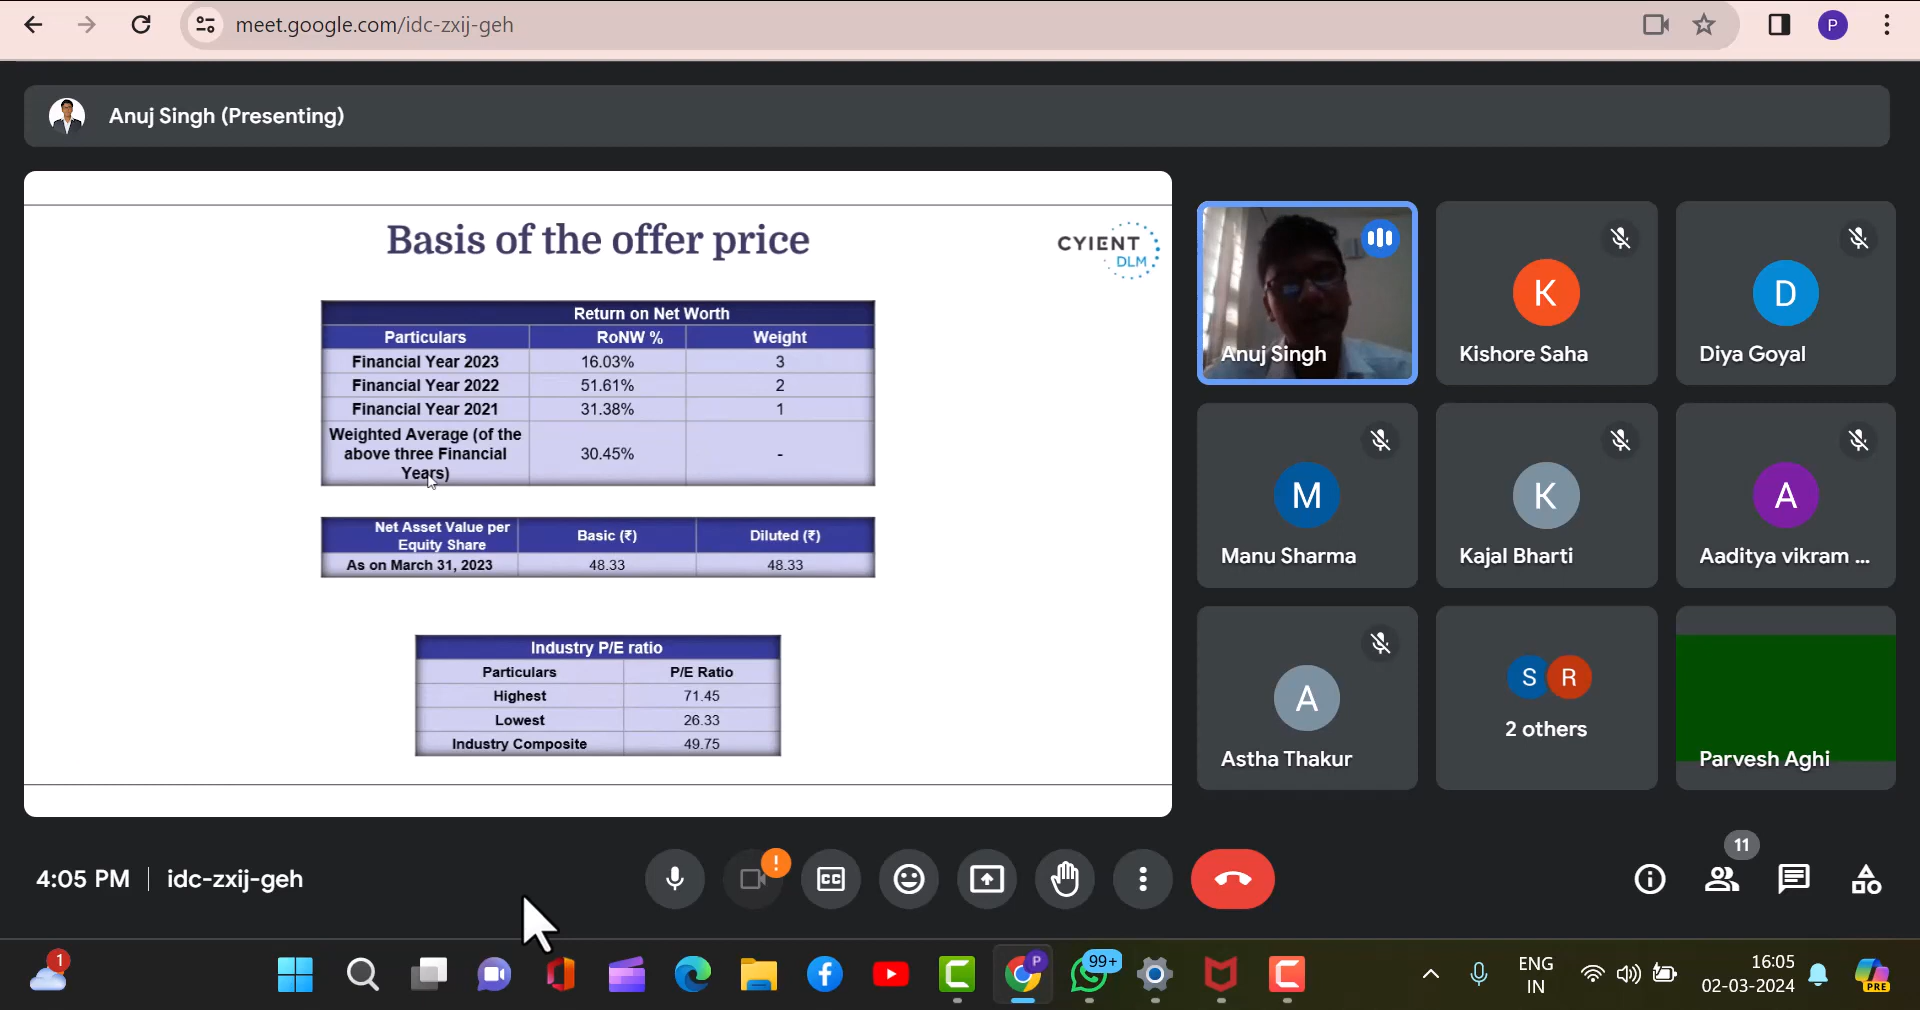 meet.google.com/idc-zxij-geh
P
Anuj Singh (Presenting)
Basis of the offer price
CYIENT
DLM
Return on Net Worth
Particulars RoNW % Weight
Financial Year 2023 16.03% 3
Financial Year 2022 51.61% 2
Financial Year 2021 31.38% 1
Weighted Average (of the
above three Financial 30.45% -
Years)
Net Asset Value per
Equity Share Basic (₹) Diluted (₹)
As on March 31, 2023 48.33 48.33
Industry P/E ratio
Particulars P/E Ratio
Highest 71.45
Lowest 26.33
Industry Composite 49.75
Anuj Singh
K
Kishore Saha
D
Diya Goyal
M
Manu Sharma
K
Kajal Bharti
A
Aaditya vikram ...
A
Astha Thakur
S R
2 others
Parvesh Aghi
4:05 PM | idc-zxij-geh
!
CC
11
1
P
99+
ENG
IN
16:05
02-03-2024
PRE